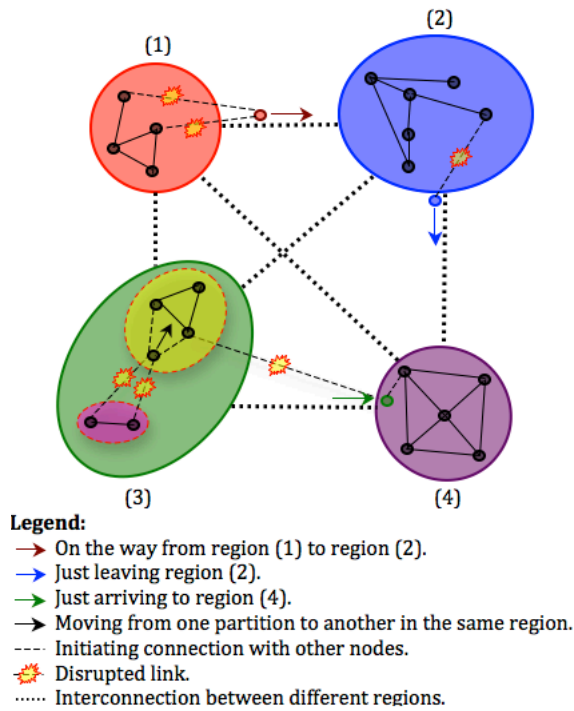 (1)
(2)
(3)
(4)
Legend:
On the way from region (1) to region (2).
Just leaving region (2).
Just arriving to region (4).
Moving from one partition to another in the same region.
Initiating connection with other nodes.
Disrupted link.
Interconnection between different regions.